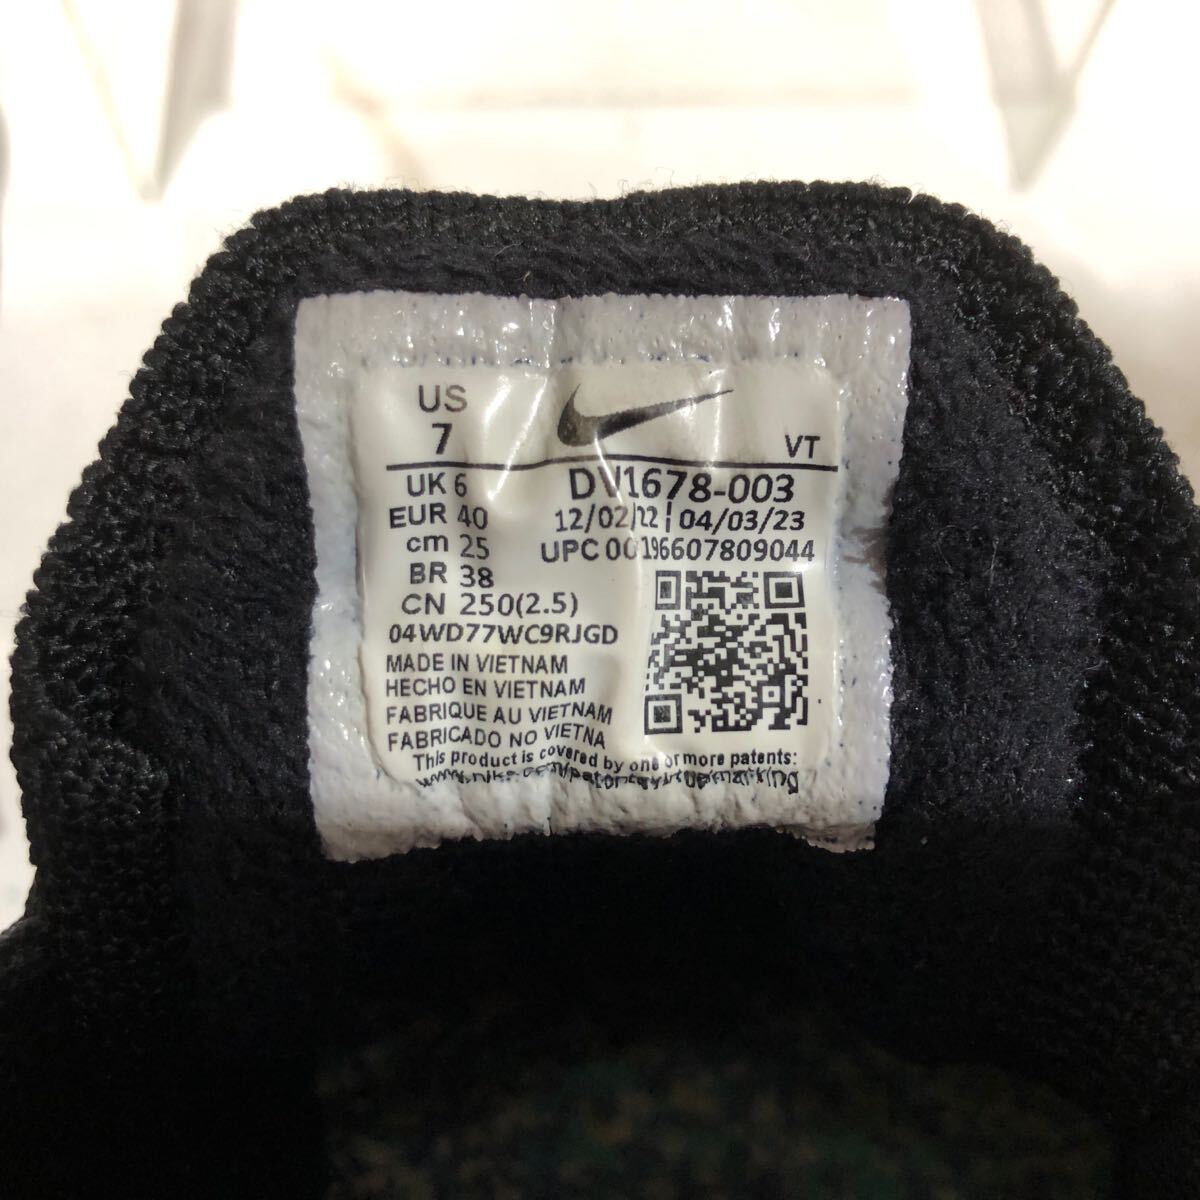 US
7
VT
UK 6
DV1678-003
EUR 40
12/02/22 | 04/03/23
cm 25
UPC 00196607809044
BR 38
CN 250(2.5)
04WD77WC9RJGD
MADE IN VIETNAM
HECHO EN VIETNAM
FABRIQUE AU VIETNAM
FABRICADO NO VIETNA
This product is covered by one or more patents: